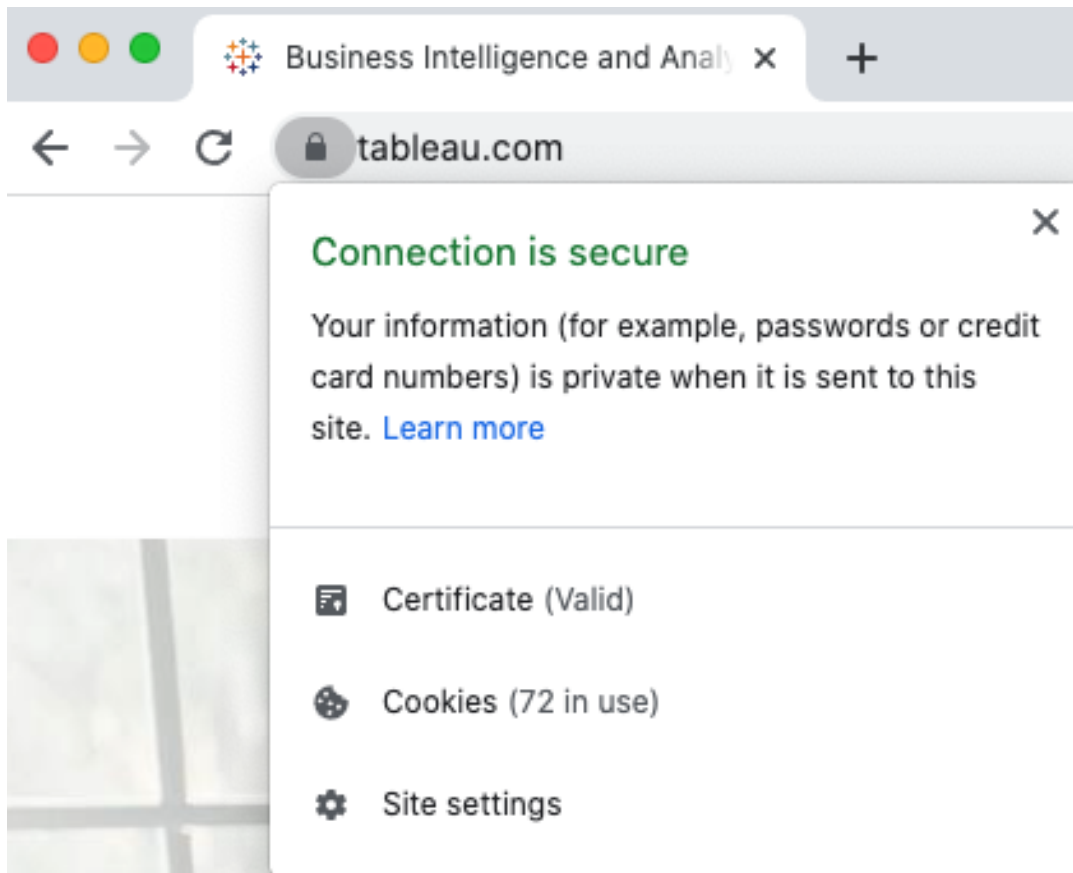 Business Intelligence and Anal
tableau.com
Connection is secure
Your information (for example, passwords or credit
card numbers) is private when it is sent to this
site. Learn more
Certificate (Valid)
Cookies (72 in use)
Site settings